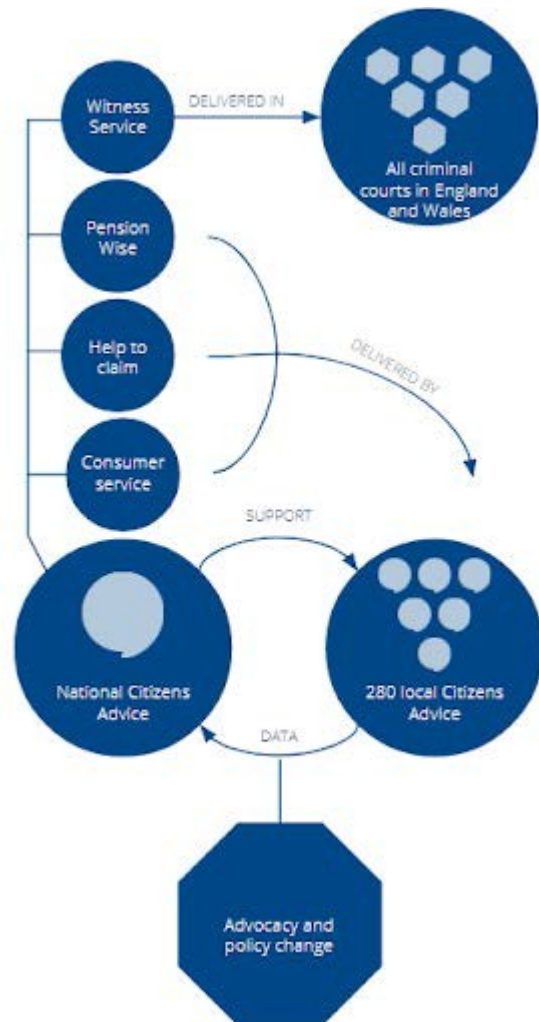 Witness
Service
DELIVERED IN
All criminal
courts in England
and Wales
Pension
Wise
Help to
claim
DELIVERED BY
Consumer
service
SUPPORT
National Citizens
Advice
280 local Citizens
Advice
DATA
Advocacy and
policy change